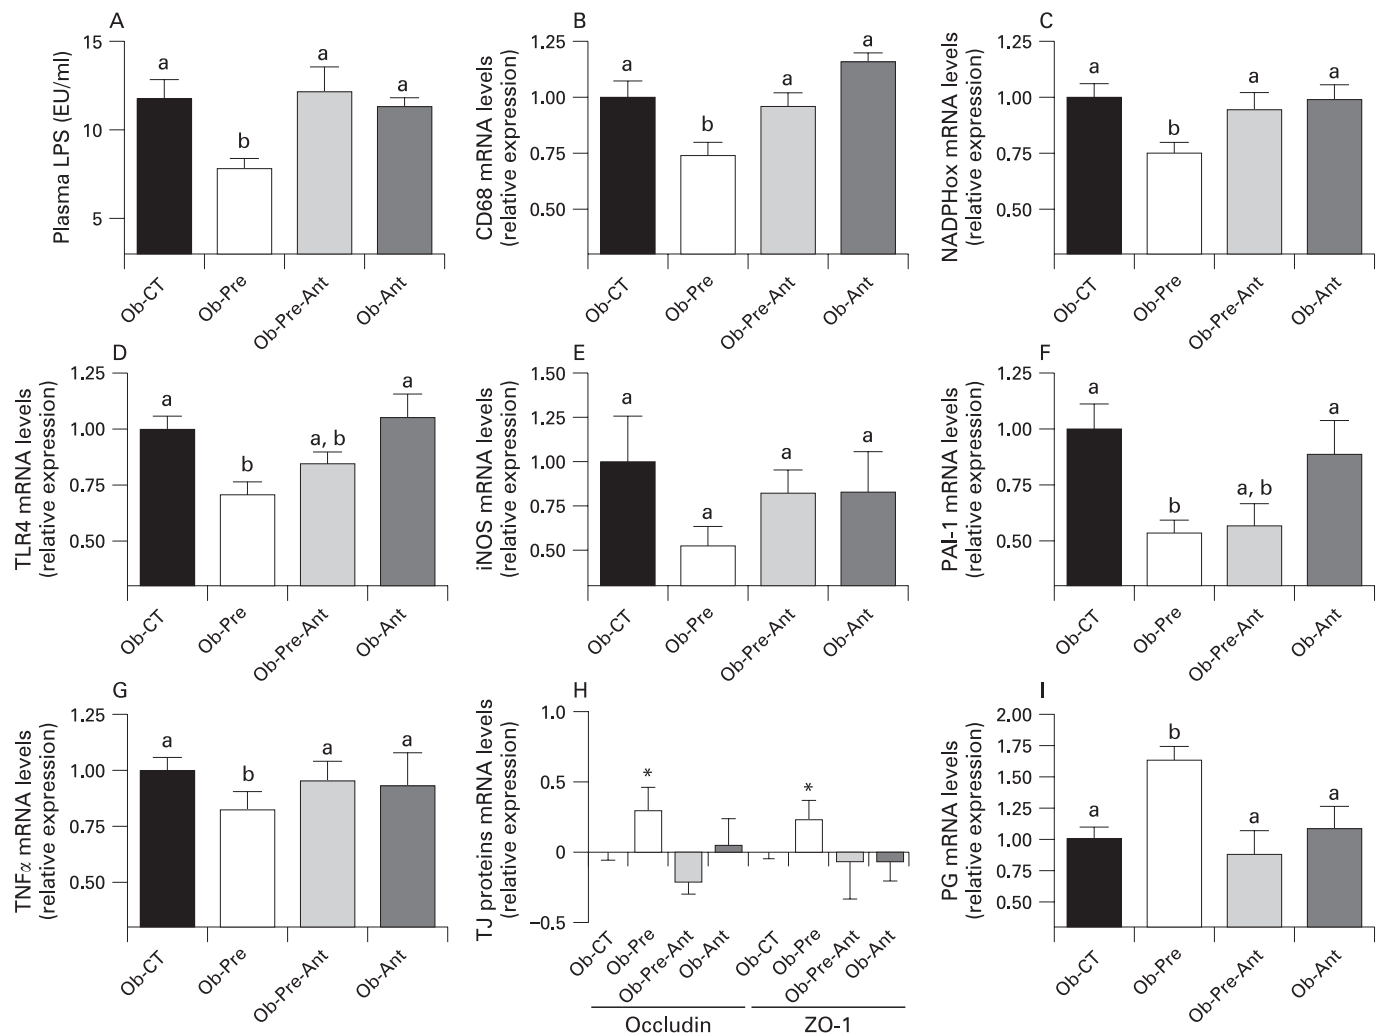 A
Plasma LPS (EU/ml)
15
10
5
a
b
a
a
Ob-CT
Ob-Pre
Ob-Pre-Ant
Ob-Ant
B
CD68 mRNA levels
(relative expression)
1.25
1.00
0.75
0.50
a
b
a
a
Ob-CT
Ob-Pre
Ob-Pre-Ant
Ob-Ant
C
NADPHox mRNA levels
(relative expression)
1.25
1.00
0.75
0.50
a
b
a
a
Ob-CT
Ob-Pre
Ob-Pre-Ant
Ob-Ant
D
TLR4 mRNA levels
(relative expression)
1.25
1.00
0.75
0.50
a
b
a, b
a
Ob-CT
Ob-Pre
Ob-Pre-Ant
Ob-Ant
E
iNOS mRNA levels
(relative expression)
1.50
1.25
1.00
0.75
0.50
a
a
a
a
Ob-CT
Ob-Pre
Ob-Pre-Ant
Ob-Ant
F
PAI-1 mRNA levels
(relative expression)
1.25
1.00
0.75
0.50
a
b
a, b
a
Ob-CT
Ob-Pre
Ob-Pre-Ant
Ob-Ant
G
TNFα mRNA levels
(relative expression)
1.25
1.00
0.75
0.50
a
b
a
a
Ob-CT
Ob-Pre
Ob-Pre-Ant
Ob-Ant
H
TJ proteins mRNA levels
(relative expression)
1.0
0.5
0
−0.5
*
*
Ob-CT
Ob-Pre
Ob-Pre-Ant
Ob-Ant
Ob-CT
Ob-Pre
Ob-Pre-Ant
Ob-Ant
Occludin
ZO-1
I
PG mRNA levels
(relative expression)
2.00
1.75
1.50
1.25
1.00
0.75
0.50
a
b
a
a
Ob-CT
Ob-Pre
Ob-Pre-Ant
Ob-Ant